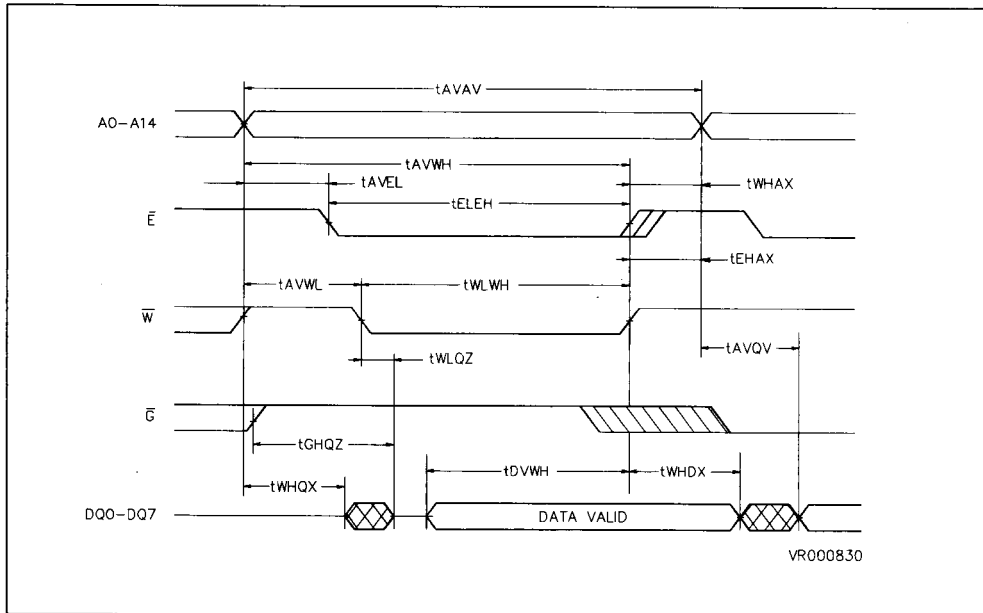 tAVAV
A0-A14
tAVWH
tAVEL
tWHAX
tELEH
E
tEHAX
tAVWL
tWLWH
W
tAVQV
tWLQZ
G
tGHQZ
tDVWH
tWHDX
tWHQX
DQ0-DQ7
DATA VALID
VR000830